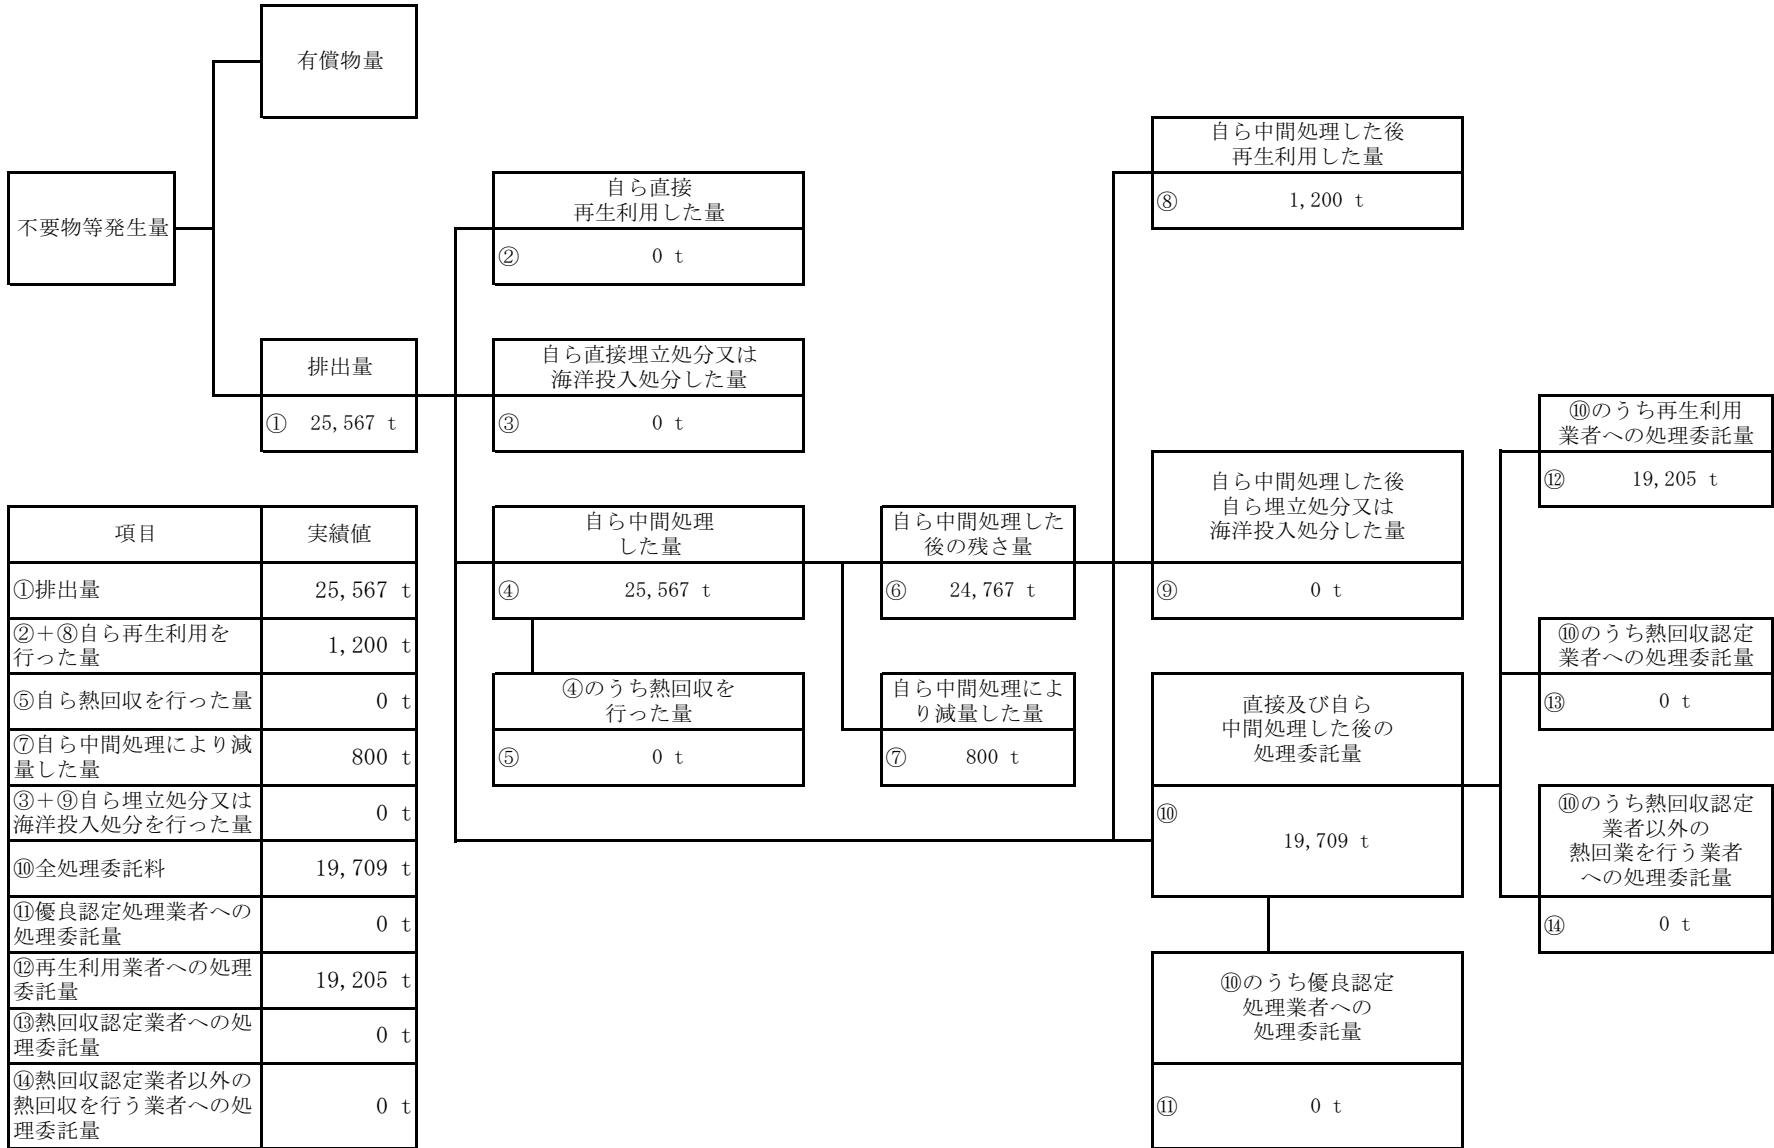 有償物量
不要物等発生量
排出量
① 25,567 t
自ら直接
再生利用した量
② 0 t
自ら直接埋立処分又は
海洋投入処分した量
③ 0 t
自ら中間処理
した量
④ 25,567 t
④のうち熱回収を
行った量
⑤ 0 t
自ら中間処理した
後の残さ量
⑥ 24,767 t
自ら中間処理によ
り減量した量
⑦ 800 t
自ら中間処理した後
再生利用した量
⑧ 1,200 t
自ら中間処理した後
自ら埋立処分又は
海洋投入処分した量
⑨ 0 t
直接及び自ら
中間処理した後の
処理委託量
⑩
19,709 t
⑩のうち優良認定
処理業者への
処理委託量
⑪ 0 t
⑩のうち再生利用
業者への処理委託量
⑫ 19,205 t
⑩のうち熱回収認定
業者への処理委託量
⑬ 0 t
⑩のうち熱回収認定
業者以外の
熱回業を行う業者
への処理委託量
⑭ 0 t
項目 実績値
①排出量 25,567 t
②＋⑧自ら再生利用を
行った量 1,200 t
⑤自ら熱回収を行った量 0 t
⑦自ら中間処理により減
量した量 800 t
③＋⑨自ら埋立処分又は
海洋投入処分を行った量 0 t
⑩全処理委託料 19,709 t
⑪優良認定処理業者への
処理委託量 0 t
⑫再生利用業者への処理
委託量 19,205 t
⑬熱回収認定業者への処
理委託量 0 t
⑭熱回収認定業者以外の
熱回収を行う業者への処
理委託量 0 t